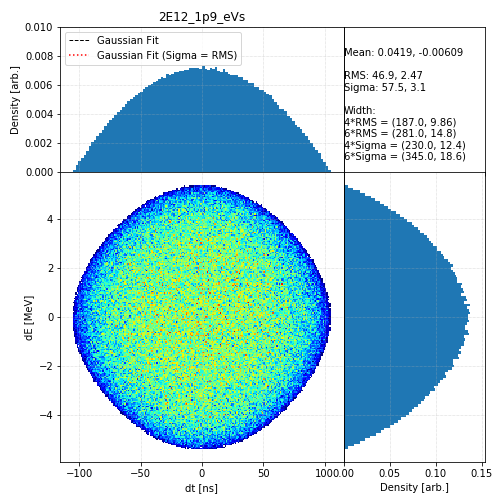 2E12_1p9_eVs
0.010
0.008
0.006
0.004
0.002
0.000
Density [arb.]
Gaussian Fit
Gaussian Fit (Sigma = RMS)
Mean: 0.0419, -0.00609
RMS: 46.9, 2.47
Sigma: 57.5, 3.1
Width:
4*RMS = (187.0, 9.86)
6*RMS = (281.0, 14.8)
4*Sigma = (230.0, 12.4)
6*Sigma = (345.0, 18.6)
4
2
0
−2
−4
dE [MeV]
−100 −50 0 50 100
dt [ns]
0.00 0.05 0.10 0.15
Density [arb.]